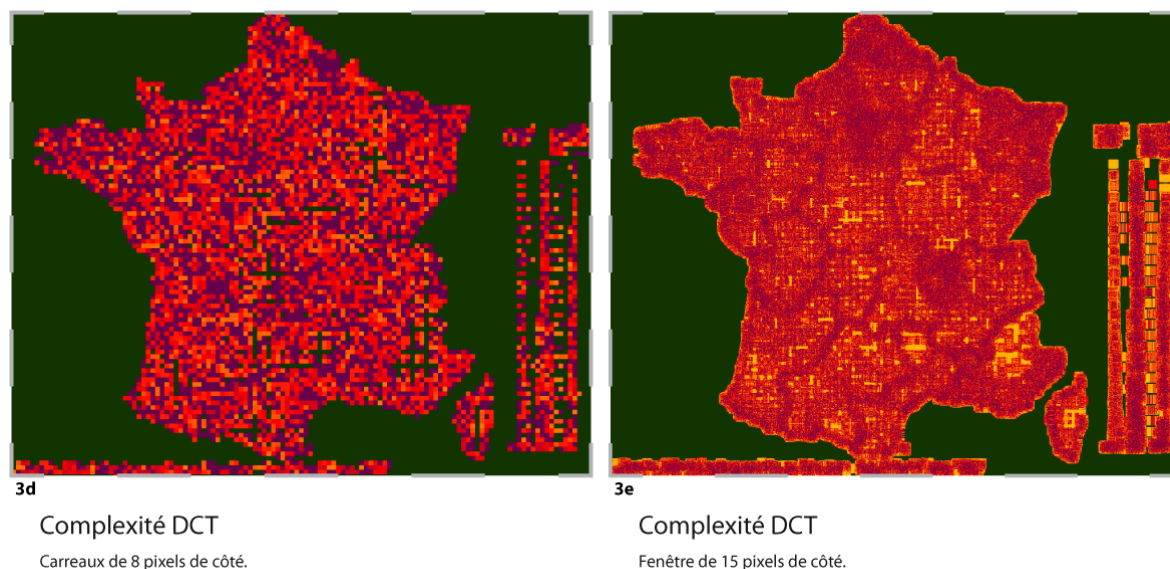 3d
Complexité DCT
Carreaux de 8 pixels de côté.
3e
Complexité DCT
Fenêtre de 15 pixels de côté.